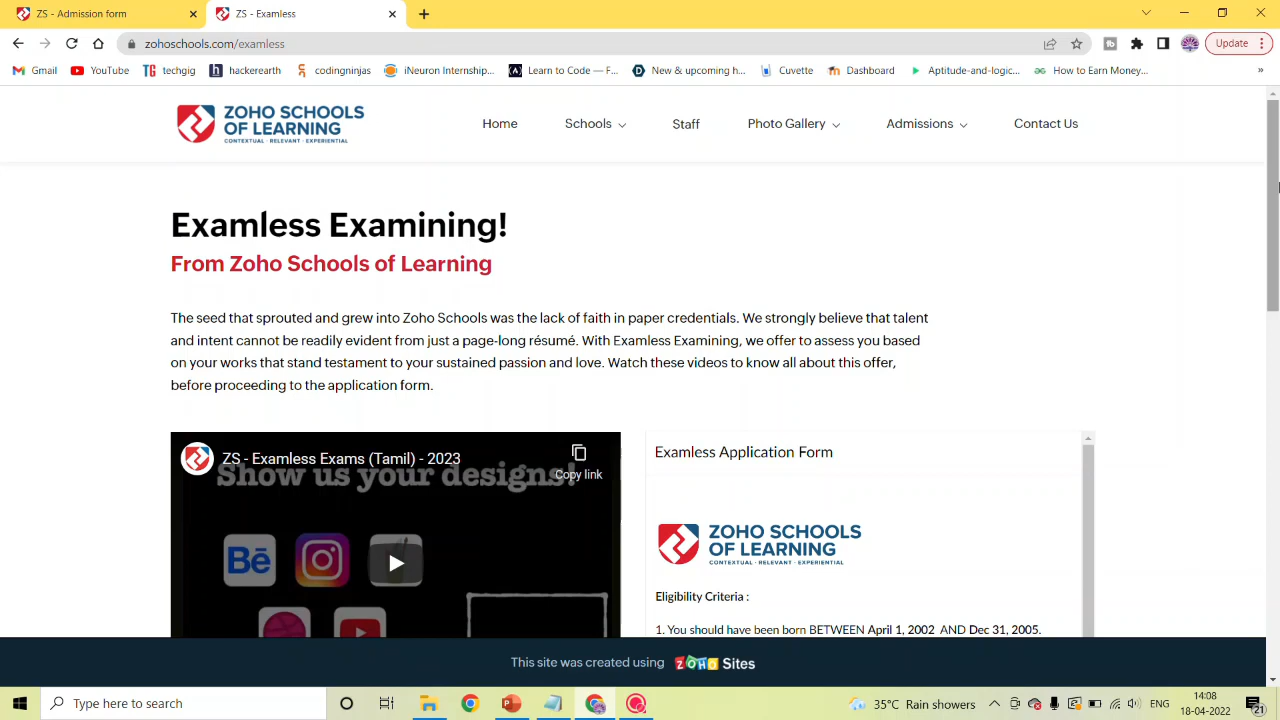 ZS - Admission form
ZS - Examless
zohoschools.com/examless
Update
Gmail
YouTube
techgig
hackerearth
codingninjas
iNeuron Internship...
Learn to Code — F...
New & upcoming h...
Cuvette
Dashboard
Aptitude-and-logic...
How to Earn Money...
»
ZOHO SCHOOLS
OF LEARNING
CONTEXTUAL · RELEVANT · EXPERIENTIAL
Home
Schools
Staff
Photo Gallery
Admissions
Contact Us
Examless Examining!
From Zoho Schools of Learning
The seed that sprouted and grew into Zoho Schools was the lack of faith in paper credentials. We strongly believe that talent
and intent cannot be readily evident from just a page-long résumé. With Examless Examining, we offer to assess you based
on your works that stand testament to your sustained passion and love. Watch these videos to know all about this offer,
before proceeding to the application form.
ZS - Examless Exams (Tamil) - 2023
Show us your designs!
Copy link
Bē
Examless Application Form
ZOHO SCHOOLS
OF LEARNING
CONTEXTUAL · RELEVANT · EXPERIENTIAL
Eligibility Criteria :
1. You should have been born BETWEEN April 1, 2002 AND Dec 31, 2005.
This site was created using ZOHO Sites
Type here to search
35°C Rain showers
ENG
14:08
18-04-2022
21